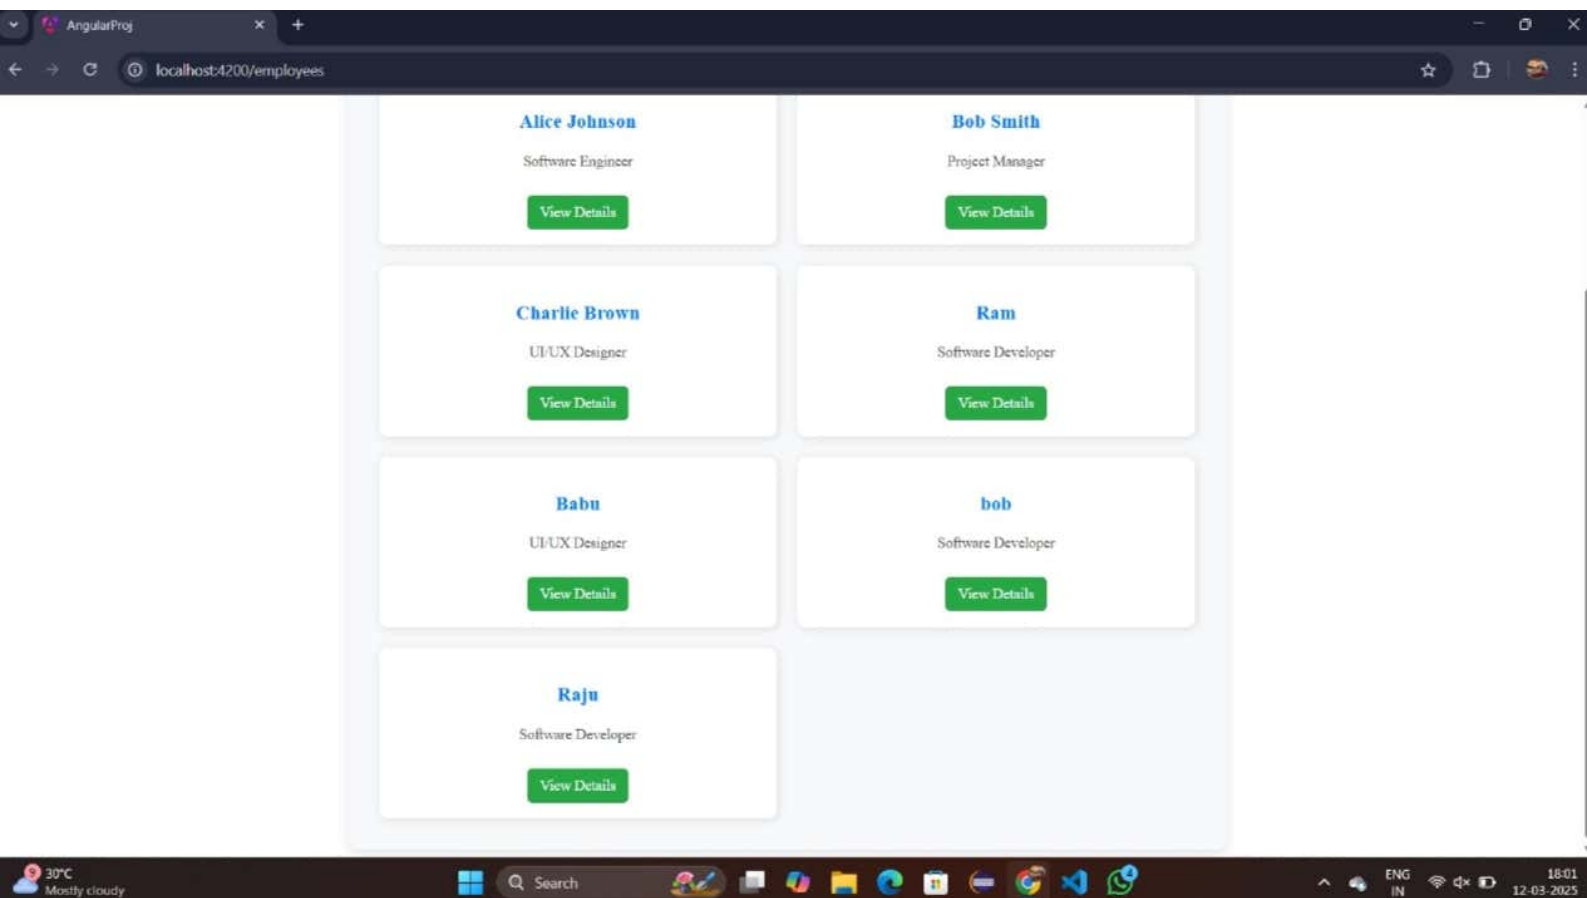 AngularProj
localhost:4200/employees
Alice Johnson
Software Engineer
View Details
Bob Smith
Project Manager
View Details
Charlie Brown
UI/UX Designer
View Details
Ram
Software Developer
View Details
Babu
UI/UX Designer
View Details
bob
Software Developer
View Details
Raju
Software Developer
View Details
9
30°C
Mostly cloudy
Search
4
ENG
IN
18:01
12-03-2025